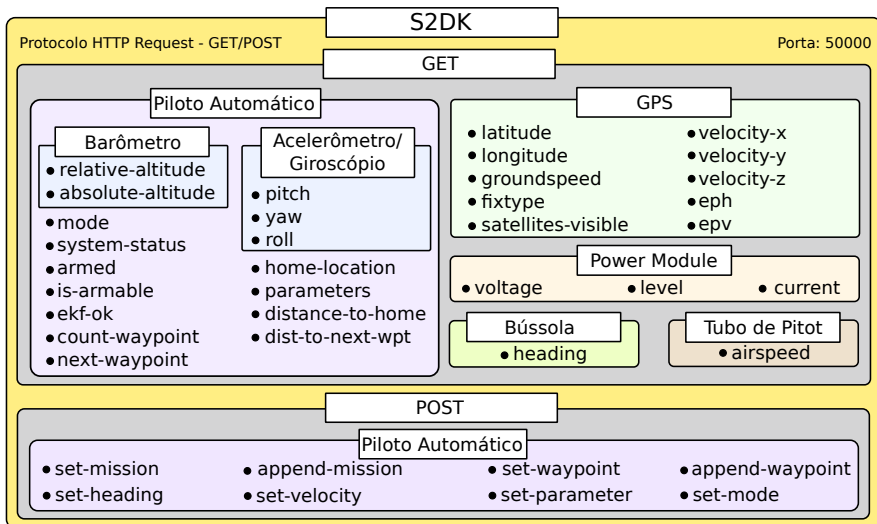 S2DK
Protocolo HTTP Request - GET/POST
Porta: 50000
GET
Piloto Automático
Barômetro
• relative-altitude
• absolute-altitude
Acelerômetro/
Giroscópio
• pitch
• yaw
• roll
• mode
• system-status
• armed
• is-armable
• ekf-ok
• count-waypoint
• next-waypoint
• home-location
• parameters
• distance-to-home
• dist-to-next-wpt
GPS
• latitude
• longitude
• groundspeed
• fixtype
• satellites-visible
• velocity-x
• velocity-y
• velocity-z
• eph
• epv
Power Module
• voltage • level • current
Bússola
• heading
Tubo de Pitot
• airspeed
POST
Piloto Automático
• set-mission • append-mission • set-waypoint • append-waypoint
• set-heading • set-velocity • set-parameter • set-mode